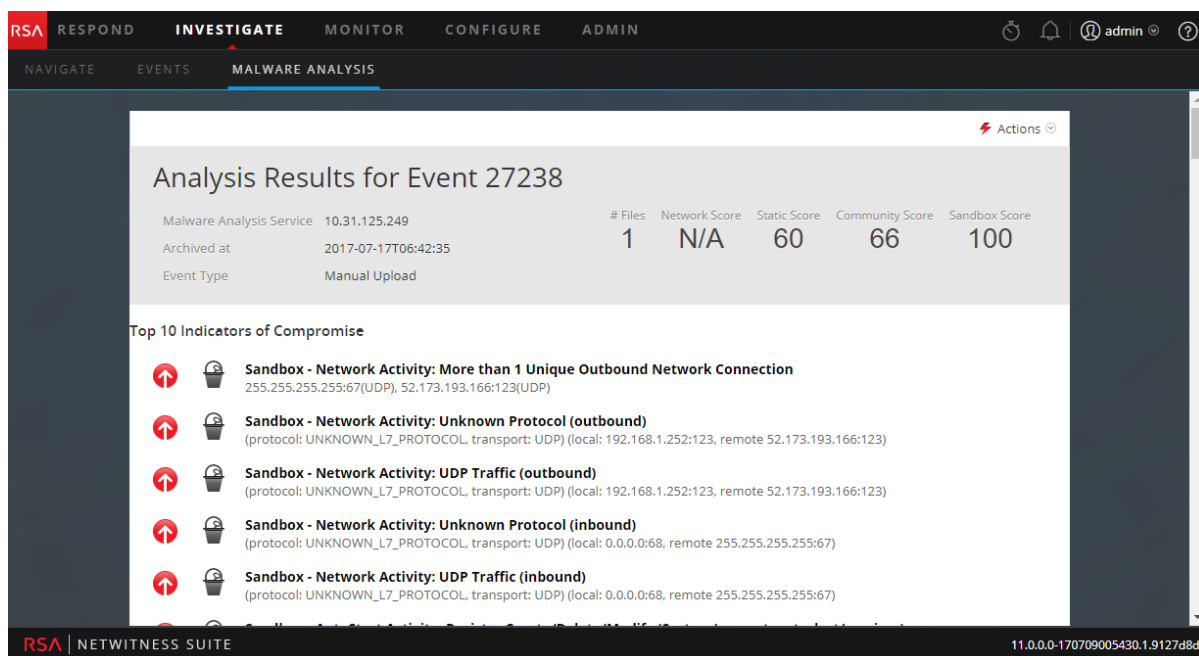 RSA RESPOND INVESTIGATE MONITOR CONFIGURE ADMIN admin ?
NAVIGATE EVENTS MALWARE ANALYSIS
Actions
Analysis Results for Event 27238
Malware Analysis Service 10.31.125.249
Archived at 2017-07-17T06:42:35
Event Type Manual Upload
# Files Network Score Static Score Community Score Sandbox Score
1 N/A 60 66 100
Top 10 Indicators of Compromise
Sandbox - Network Activity: More than 1 Unique Outbound Network Connection
255.255.255.255:67(UDP), 52.173.193.166:123(UDP)
Sandbox - Network Activity: Unknown Protocol (outbound)
(protocol: UNKNOWN_L7_PROTOCOL, transport: UDP) (local: 192.168.1.252:123, remote 52.173.193.166:123)
Sandbox - Network Activity: UDP Traffic (outbound)
(protocol: UNKNOWN_L7_PROTOCOL, transport: UDP) (local: 192.168.1.252:123, remote 52.173.193.166:123)
Sandbox - Network Activity: Unknown Protocol (inbound)
(protocol: UNKNOWN_L7_PROTOCOL, transport: UDP) (local: 0.0.0.0:68, remote 255.255.255.255:67)
Sandbox - Network Activity: UDP Traffic (inbound)
(protocol: UNKNOWN_L7_PROTOCOL, transport: UDP) (local: 0.0.0.0:68, remote 255.255.255.255:67)
RSA NETWITNESS SUITE 11.0.0.0-170709005430.1.9127d8d